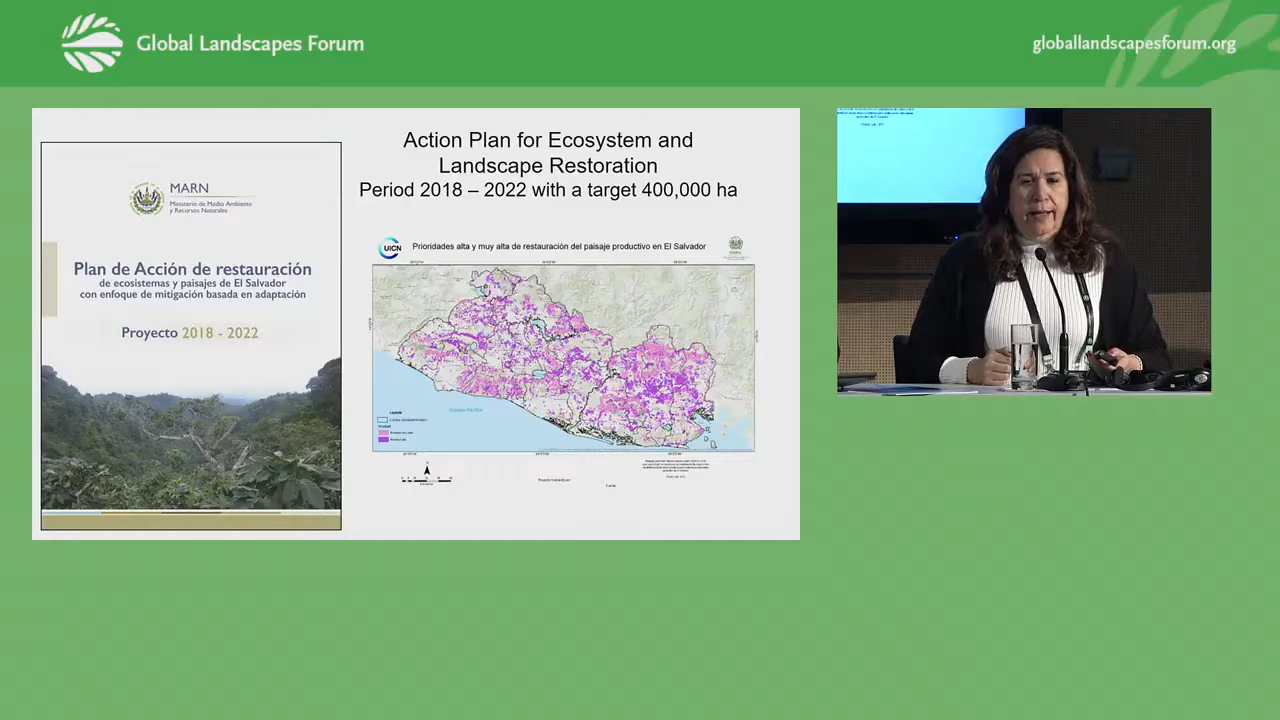 Global Landscapes Forum
globallandscapesforum.org
MARN
Ministerio de Medio Ambiente
y Recursos Naturales
Plan de Acción de restauración
de ecosistemas y paisajes de El Salvador
con enfoque de mitigación basada en adaptación
Proyecto 2018 - 2022
Action Plan for Ecosystem and
Landscape Restoration
Period 2018 – 2022 with a target 400,000 ha
UICN
Prioridades alta y muy alta de restauración del paisaje productivo en El Salvador
MARN